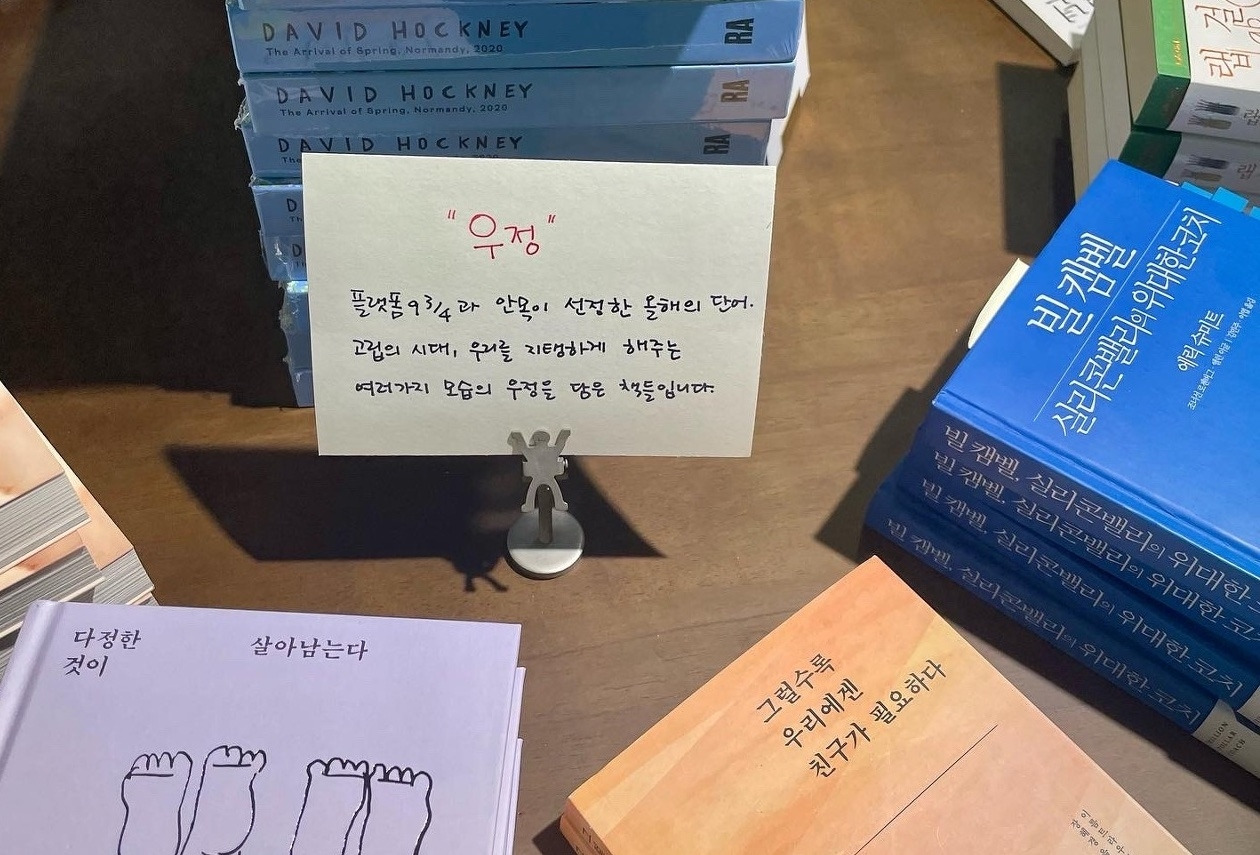 DAVID HOCKNEY
The Arrival of Spring, Normandy, 2020
RA
DAVID HOCKNEY
The Arrival of Spring, Normandy, 2020
RA
DAVID HOCKNEY
RA
"우정"
플랫폼 9 3/4 과 안목이 선정한 올해의 단어.
고립의 시대, 우리를 지탱하게 해주는
여러가지 모습의 우정을 담은 책들입니다.
빌 캠벨
실리콘밸리의 위대한 코치
에릭 슈미트
빌 캠벨, 실리콘밸리의 위대한 코
빌 캠벨, 실리콘밸리의 위대한 코
빌 캠벨, 실리콘밸리의 위대한 코치
빌 캠벨, 실리콘밸리의 위대한 코치
다정한
것이
살아남는다
그럴수록
우리에겐
친구가 필요하다